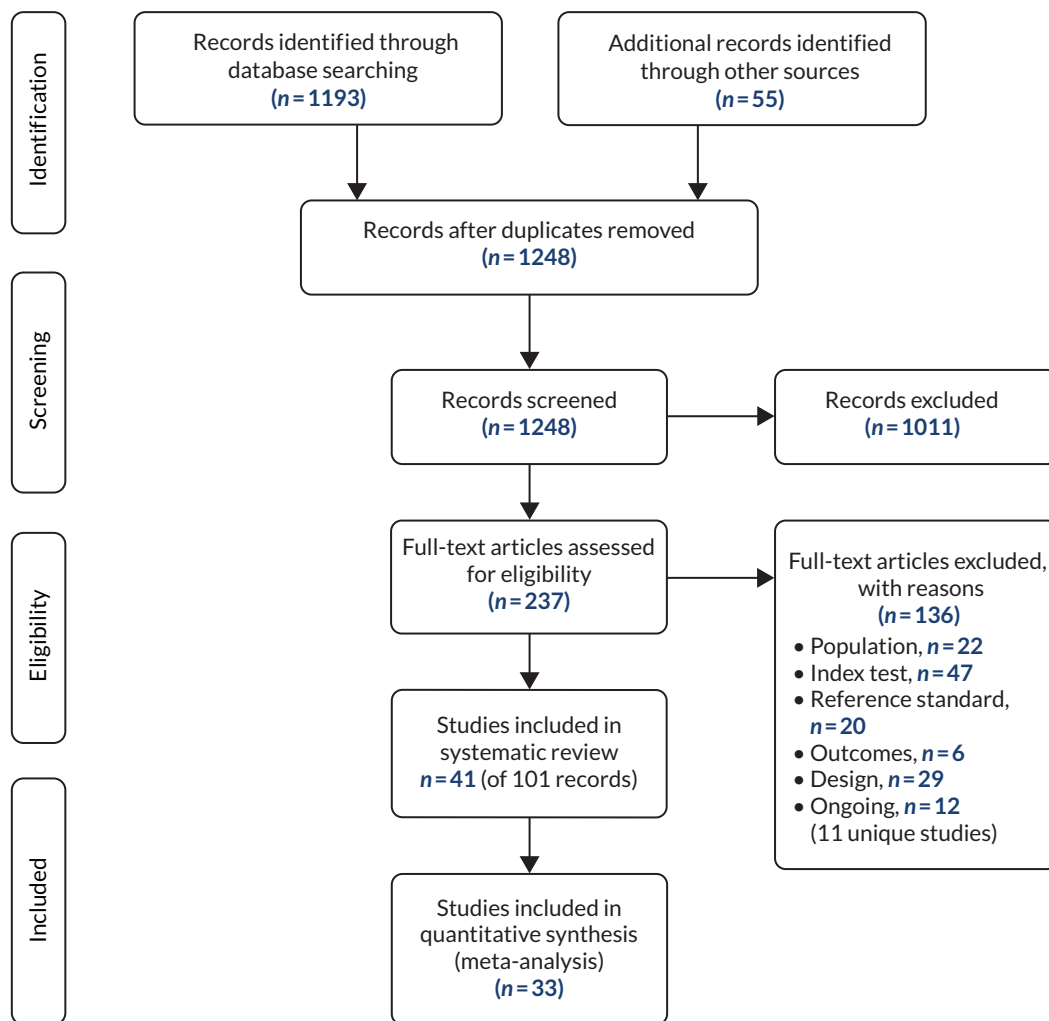 Identification
Records identified through
database searching
(n = 1193)
Additional records identified
through other sources
(n = 55)
Records after duplicates removed
(n = 1248)
Screening
Records screened
(n = 1248)
Records excluded
(n = 1011)
Eligibility
Full-text articles assessed
for eligibility
(n = 237)
Full-text articles excluded,
with reasons
(n = 136)
• Population, n = 22
• Index test, n = 47
• Reference standard,
n = 20
• Outcomes, n = 6
• Design, n = 29
• Ongoing, n = 12
(11 unique studies)
Studies included in
systematic review
n = 41 (of 101 records)
Included
Studies included in
quantitative synthesis
(meta-analysis)
(n = 33)